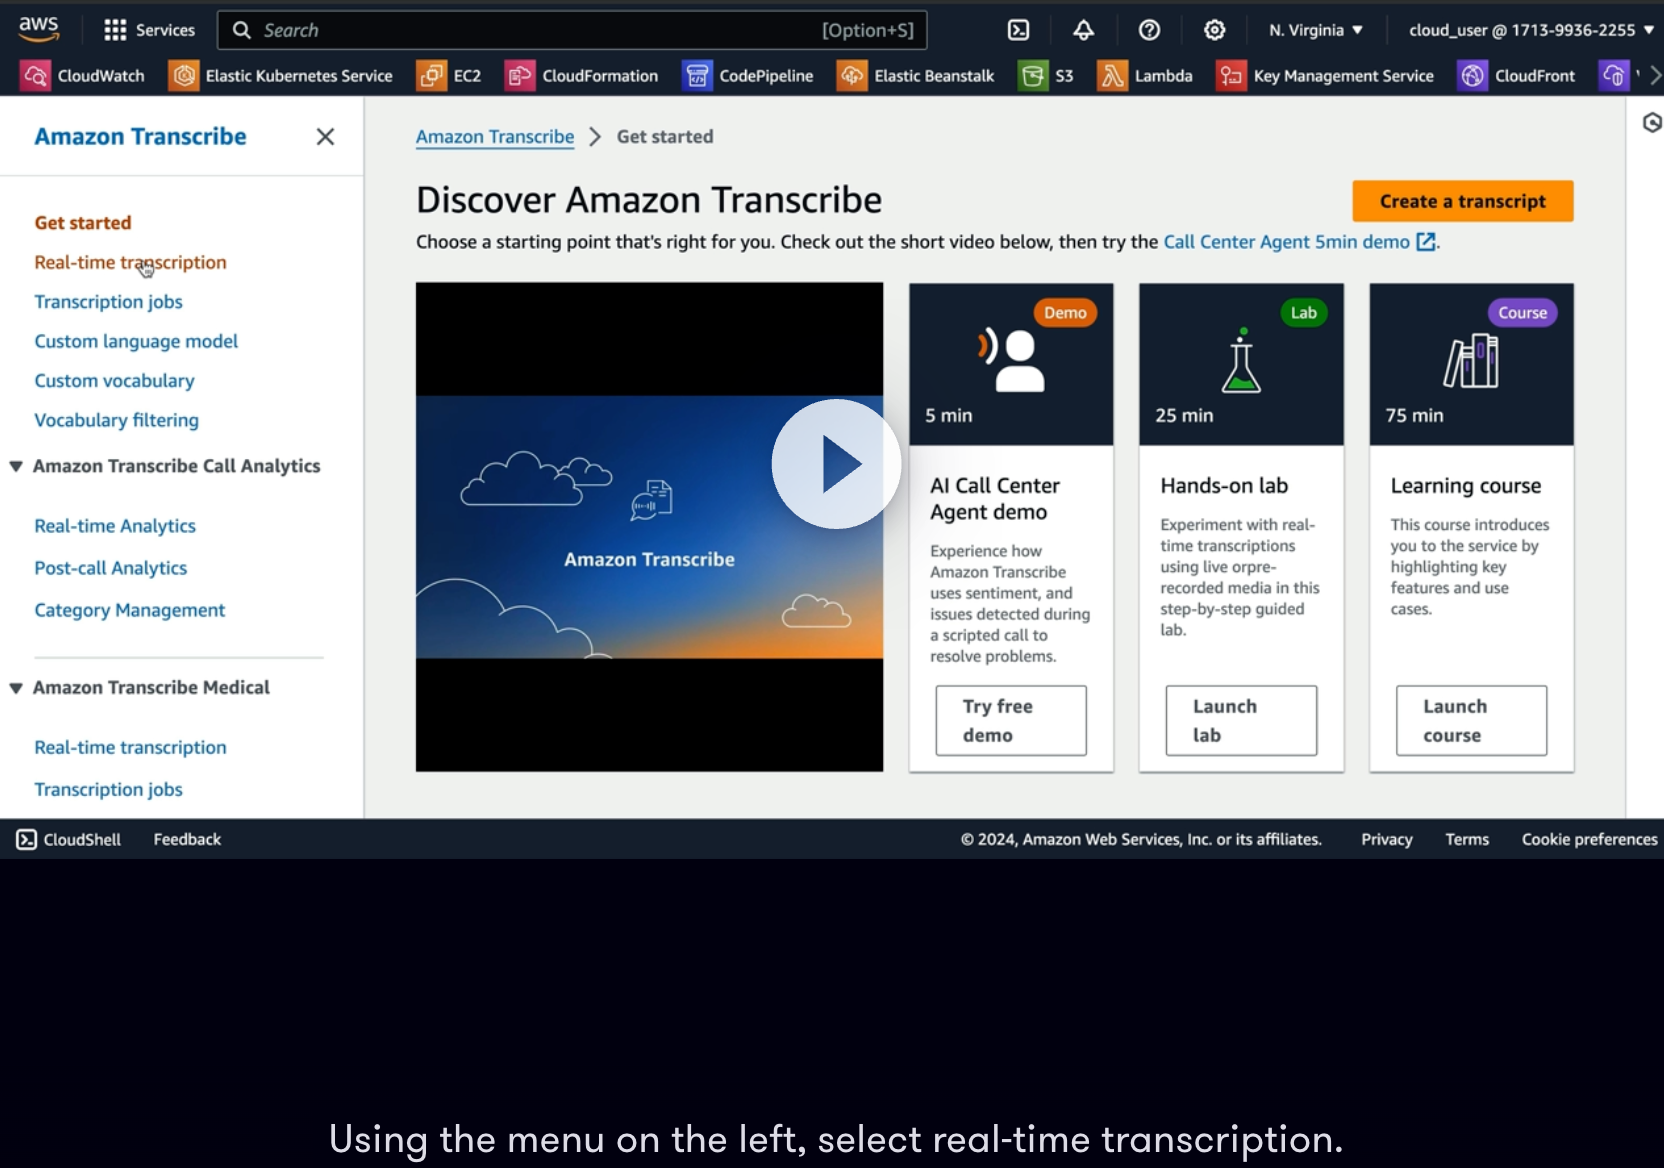 aws
Services
Search
[Option+S]
N. Virginia
cloud_user @ 1713-9936-2255
CloudWatch
Elastic Kubernetes Service
EC2
CloudFormation
CodePipeline
Elastic Beanstalk
S3
Lambda
Key Management Service
CloudFront
Amazon Transcribe
Get started
Real-time transcription
Transcription jobs
Custom language model
Custom vocabulary
Vocabulary filtering
Amazon Transcribe Call Analytics
Real-time Analytics
Post-call Analytics
Category Management
Amazon Transcribe Medical
Real-time transcription
Transcription jobs
Amazon Transcribe > Get started
Discover Amazon Transcribe
Create a transcript
Choose a starting point that's right for you. Check out the short video below, then try the Call Center Agent 5min demo.
Amazon Transcribe
Demo
5 min
AI Call Center
Agent demo
Experience how
Amazon Transcribe
uses sentiment, and
issues detected during
a scripted call to
resolve problems.
Try free
demo
Lab
25 min
Hands-on lab
Experiment with real-
time transcriptions
using live orpre-
recorded media in this
step-by-step guided
lab.
Launch
lab
Course
75 min
Learning course
This course introduces
you to the service by
highlighting key
features and use
cases.
Launch
course
CloudShell
Feedback
© 2024, Amazon Web Services, Inc. or its affiliates.
Privacy
Terms
Cookie preferences
Using the menu on the left, select real-time transcription.